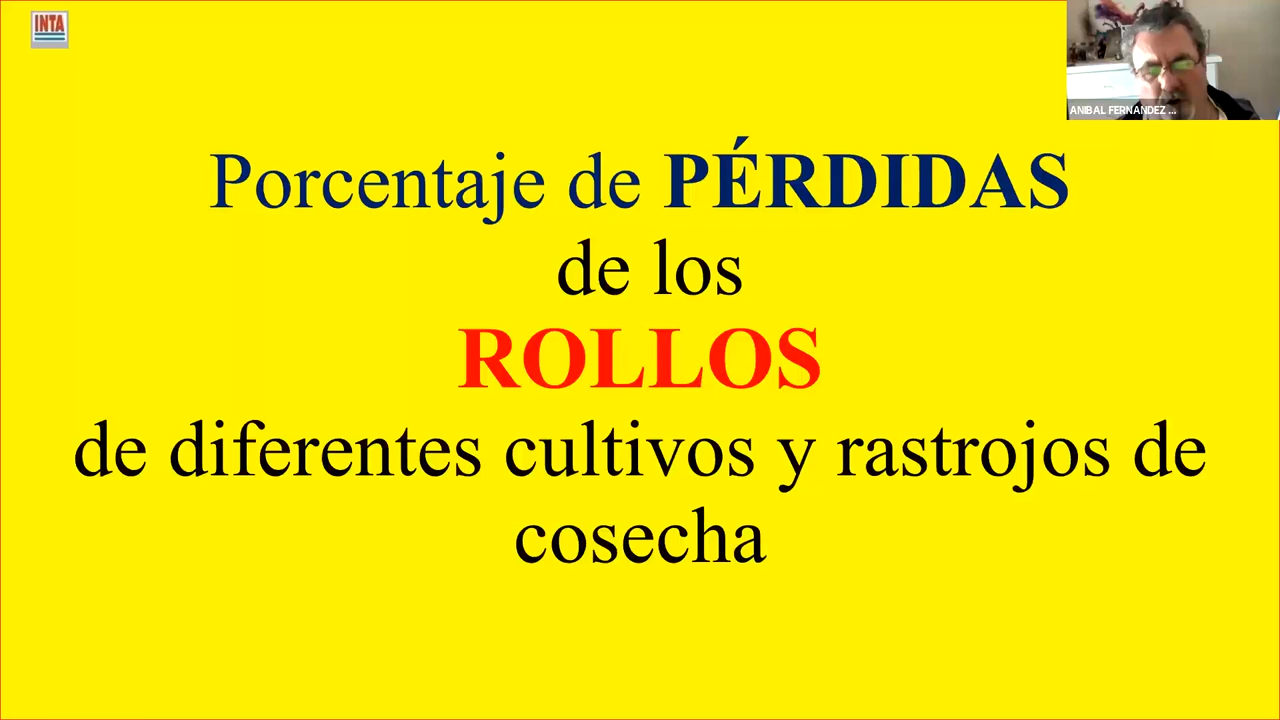 INTA
ANIBAL FERNANDEZ ...
Porcentaje de PÉRDIDAS
de los
ROLLOS
de diferentes cultivos y rastrojos de
cosecha